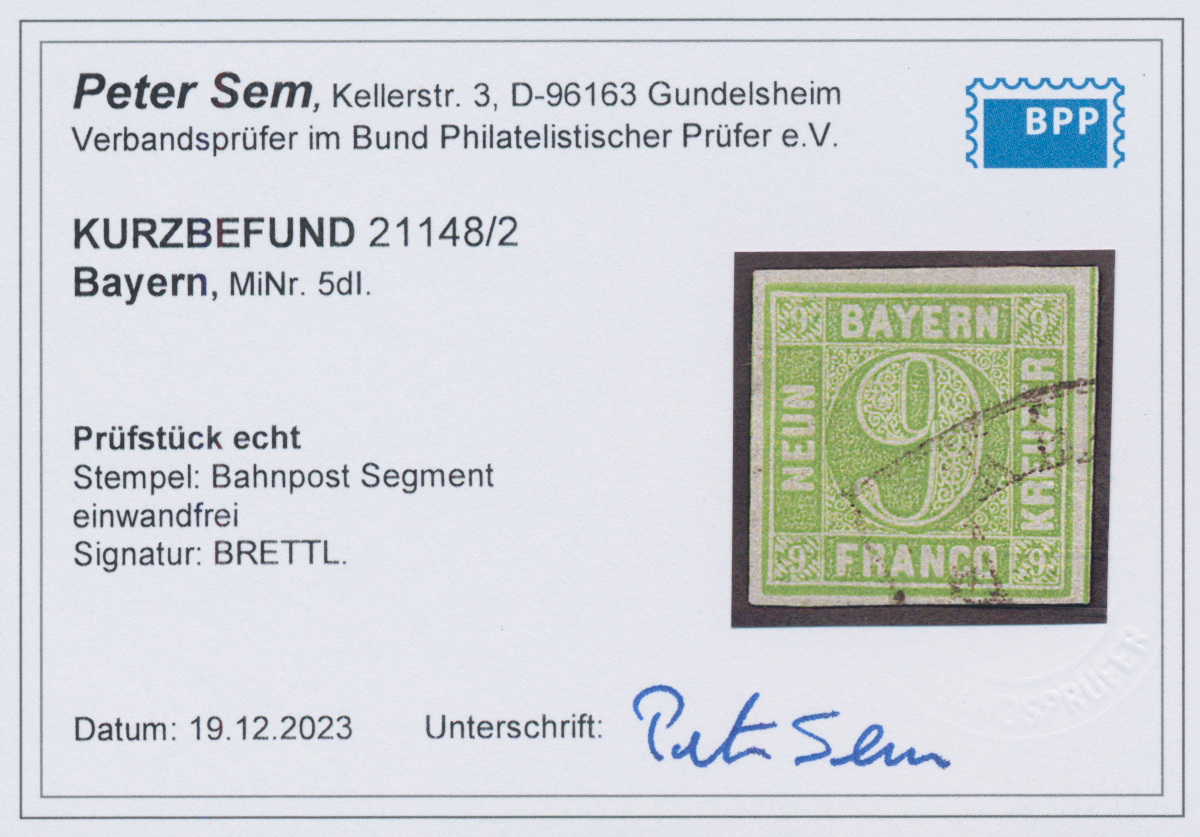 Peter Sem, Kellerstr. 3, D-96163 Gundelsheim
Verbandsprüfer im Bund Philatelistischer Prüfer e.V.
BPP
KURZBEFUND 21148/2
Bayern, MiNr. 5dI.
9 BAYERN 9
NEUN
9
KREUZER
9 FRANCO 9
Prüfstück echt
Stempel: Bahnpost Segment
einwandfrei
Signatur: BRETTL.
Datum: 19.12.2023 Unterschrift: Peter Sem
PRÜFER